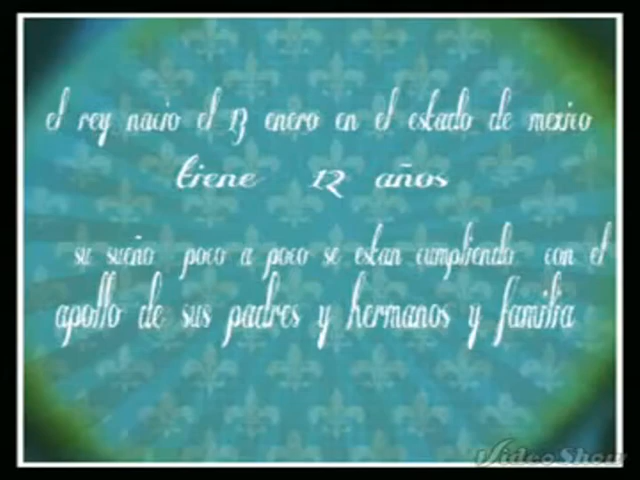 el rey nacio el 13 enero en el estado de mexico
tiene 12 años
su sueño poco a poco se estan cumpliendo con el
apollo de sus padres y hermanos y familia
VideoShow